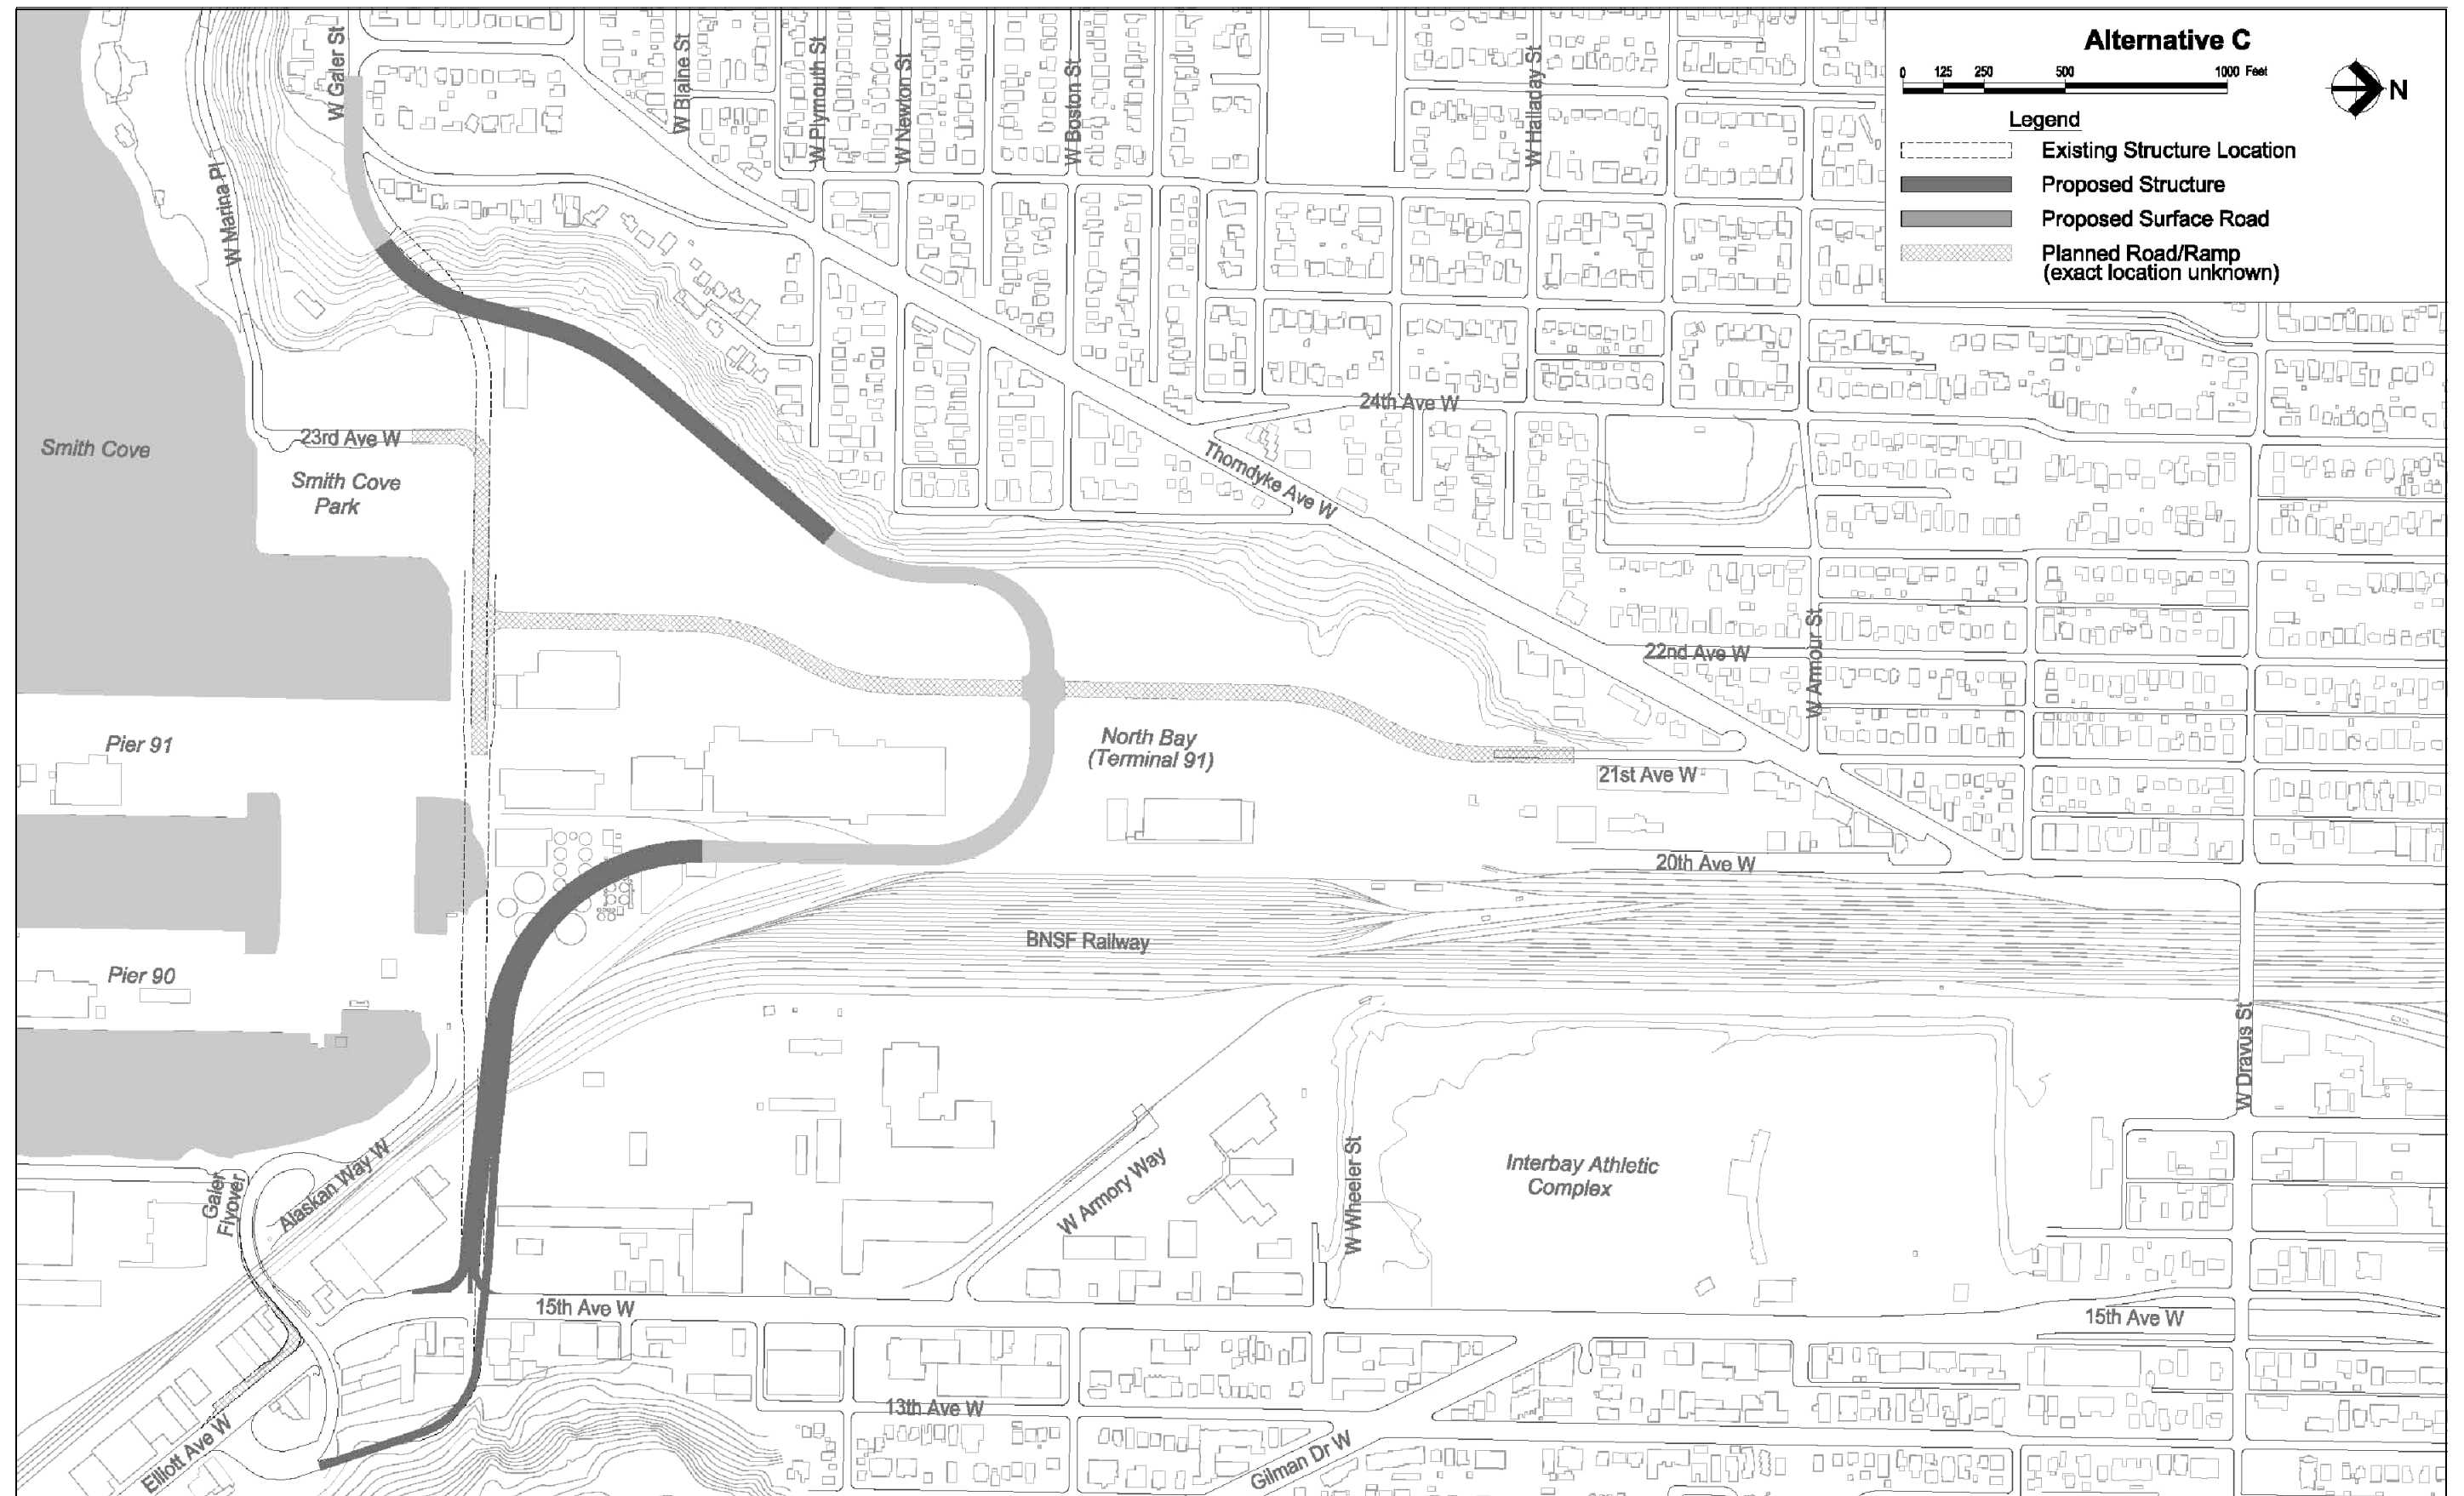 Alternative C
0 125 250 500 1000 Feet
N
Legend
Existing Structure Location
Proposed Structure
Proposed Surface Road
Planned Road/Ramp
(exact location unknown)
W Galer St
W Blaine St
W Plymouth St
W Newton St
W Boston St
W Halladay St
W Marina Pl
24th Ave W
Smith Cove
23rd Ave W
Smith Cove
Park
Thorndyke Ave W
22nd Ave W
W Armour St
Pier 91
North Bay
(Terminal 91)
21st Ave W
20th Ave W
BNSF Railway
Pier 90
W Dravus St
Galer
Flyover
Alaskan Way W
W Armory Way
W Wheeler St
Interbay Athletic
Complex
15th Ave W
15th Ave W
13th Ave W
Elliott Ave W
Gilman Dr W